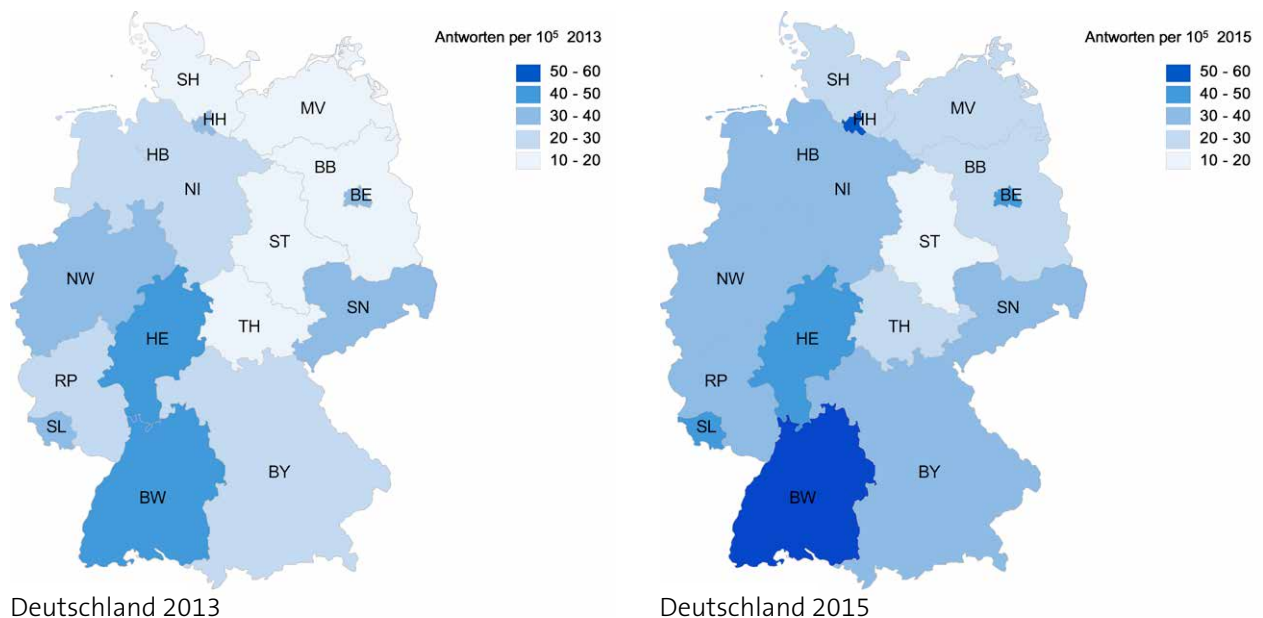 Antworten per 10⁵ 2013
50 - 60
40 - 50
30 - 40
20 - 30
10 - 20
SH
MV
HH
HB
BB
NI
BE
ST
NW
SN
TH
HE
RP
SL
BY
BW
Deutschland 2013
Antworten per 10⁵ 2015
50 - 60
40 - 50
30 - 40
20 - 30
10 - 20
SH
MV
HH
HB
BB
NI
BE
ST
NW
SN
TH
HE
RP
SL
BY
BW
Deutschland 2015